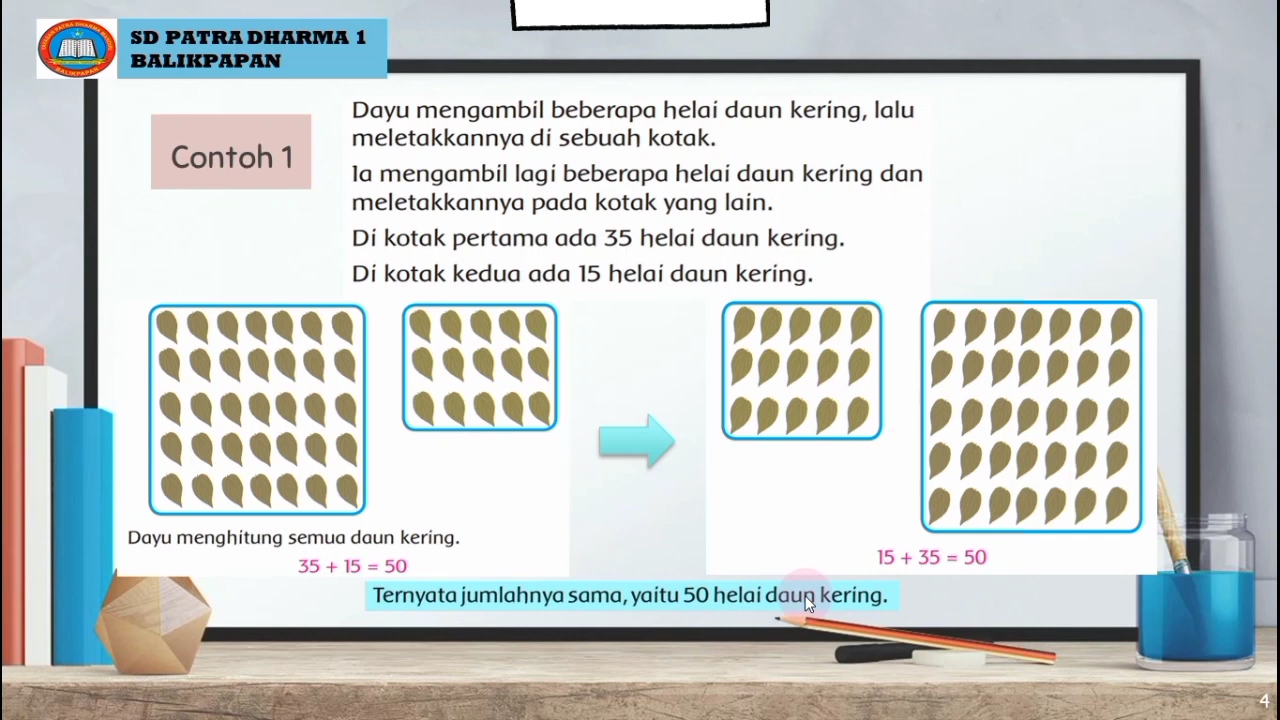 SD PATRA DHARMA 1
BALIKPAPAN
BALIKPAPAN
Contoh 1
Dayu mengambil beberapa helai daun kering, lalu
meletakkannya di sebuah kotak.
Ia mengambil lagi beberapa helai daun kering dan
meletakkannya pada kotak yang lain.
Di kotak pertama ada 35 helai daun kering.
Di kotak kedua ada 15 helai daun kering.
Dayu menghitung semua daun kering.
35 + 15 = 50
15 + 35 = 50
Ternyata jumlahnya sama, yaitu 50 helai daun kering.
4